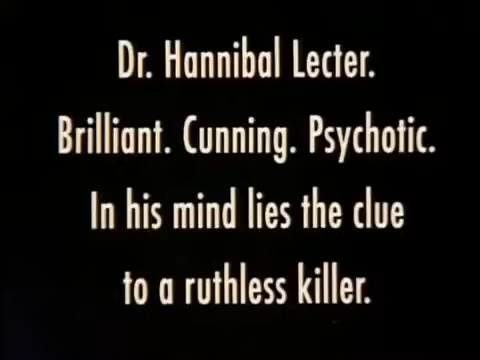 Dr. Hannibal Lecter.
Brilliant. Cunning. Psychotic.
In his mind lies the clue
to a ruthless killer.